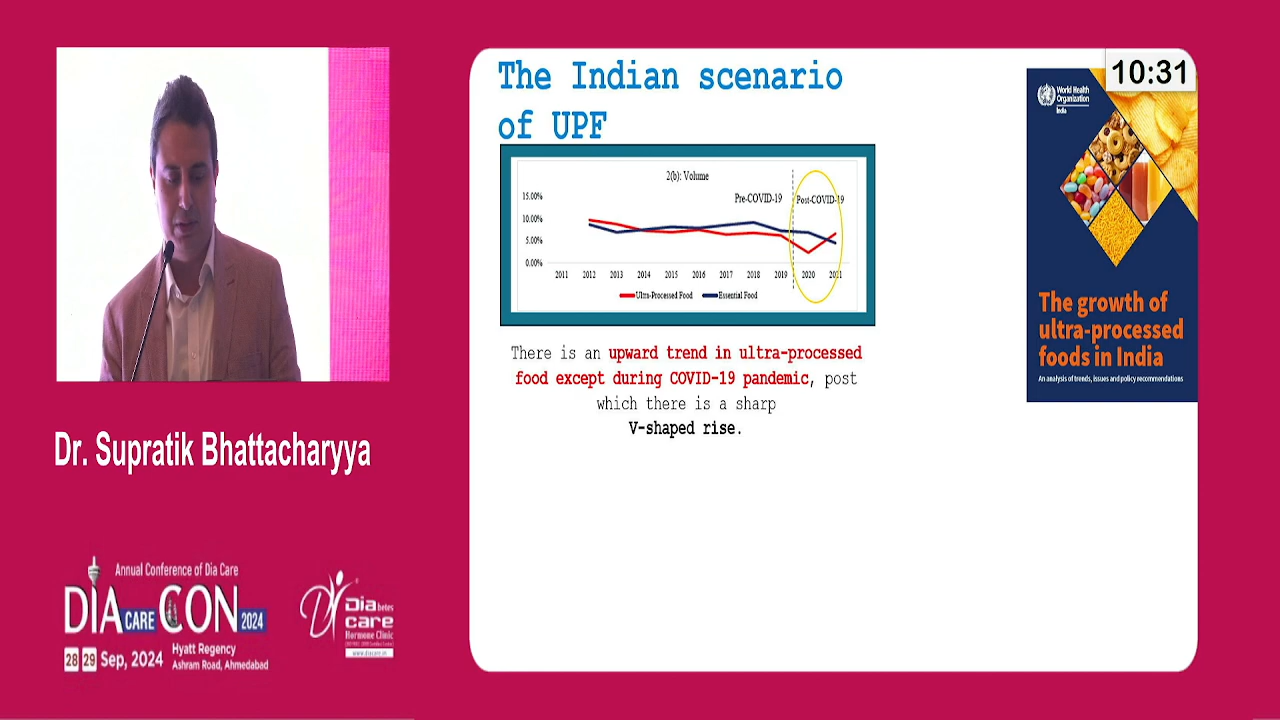 The Indian scenario
of UPF
10:31
World Health
Organization
India
2(b): Volume
Pre-COVID-19
Post-COVID-19
15.00%
10.00%
5.00%
0.00%
2011 2012 2013 2014 2015 2016 2017 2018 2019 2020 2021
Ultra-Processed Food Essential Food
There is an upward trend in ultra-processed
food except during COVID-19 pandemic, post
which there is a sharp
V-shaped rise.
The growth of
ultra-processed
foods in India
An analysis of trends, issues and policy recommendations
Dr. Supratik Bhattacharyya
Annual Conference of Dia Care
DIA CARE CON 2024
28 29 Sep, 2024
Hyatt Regency
Ashram Road, Ahmedabad
Diabetes
care
Hormone Clinic
www.diacare.in